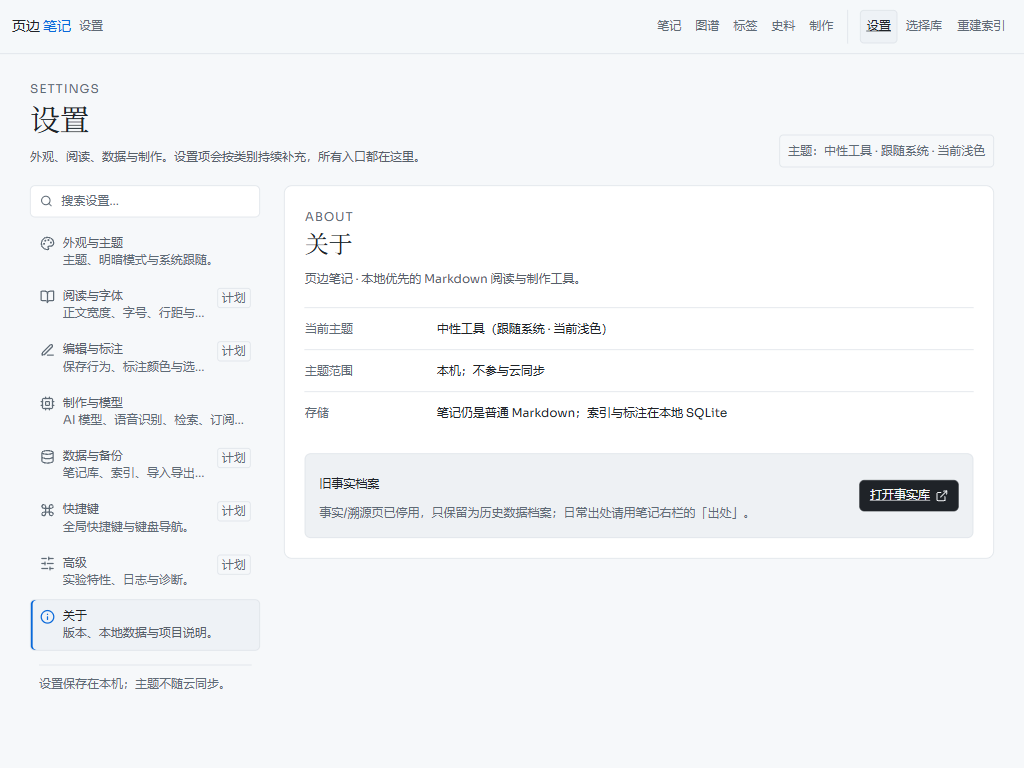 页边 笔记 设置
笔记 图谱 标签 史料 制作 设置 选择库 重建索引
SETTINGS
设置
外观、阅读、数据与制作。设置项会按类别持续补充，所有入口都在这里。
主题：中性工具 · 跟随系统 · 当前浅色
搜索设置...
外观与主题
主题、明暗模式与系统跟随。
阅读与字体
正文宽度、字号、行距与...
计划
编辑与标注
保存行为、标注颜色与选...
计划
制作与模型
AI 模型、语音识别、检索、订阅...
数据与备份
笔记库、索引、导入导出...
计划
快捷键
全局快捷键与键盘导航。
计划
高级
实验特性、日志与诊断。
计划
关于
版本、本地数据与项目说明。
设置保存在本机；主题不随云同步。
ABOUT
关于
页边笔记 · 本地优先的 Markdown 阅读与制作工具。
当前主题 中性工具（跟随系统 · 当前浅色）
主题范围 本机；不参与云同步
存储 笔记仍是普通 Markdown；索引与标注在本地 SQLite
旧事实档案
事实/溯源页已停用，只保留为历史数据档案；日常出处请用笔记右栏的「出处」。
打开事实库